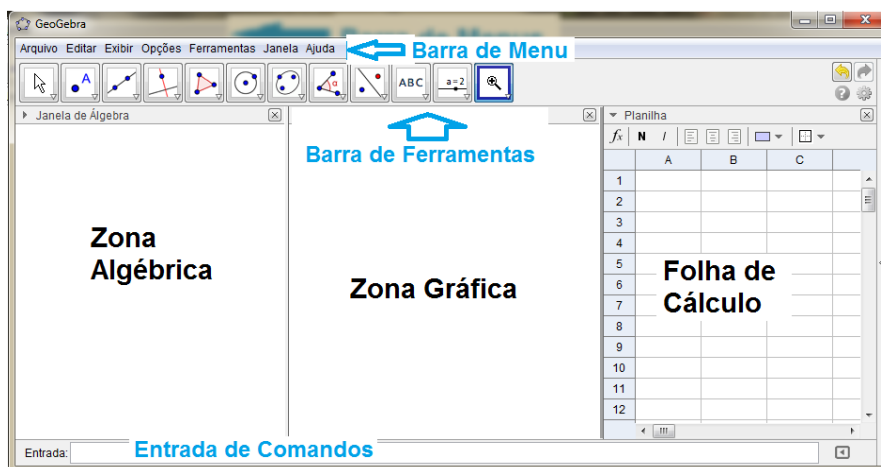 GeoGebra
Arquivo Editar Exibir Opções Ferramentas Janela Ajuda
Barra de Menu
A
α
ABC
a=2
Janela de Álgebra
Planilha
Barra de Ferramentas
fx N I
A B C
1
2
3
4
5
6
7
8
9
10
11
12
Zona
Algébrica
Zona Gráfica
Folha de
Cálculo
Entrada:
Entrada de Comandos